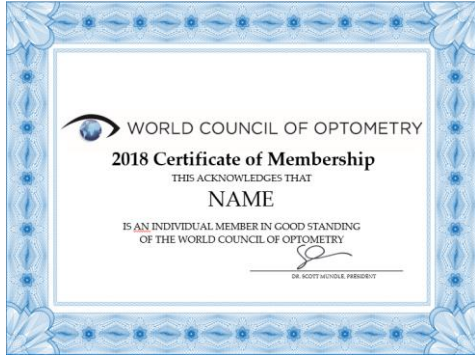 WORLD COUNCIL OF OPTOMETRY
2018 Certificate of Membership
THIS ACKNOWLEDGES THAT
NAME
IS AN INDIVIDUAL MEMBER IN GOOD STANDING
OF THE WORLD COUNCIL OF OPTOMETRY
DR. SCOTT MUNDLE, PRESIDENT